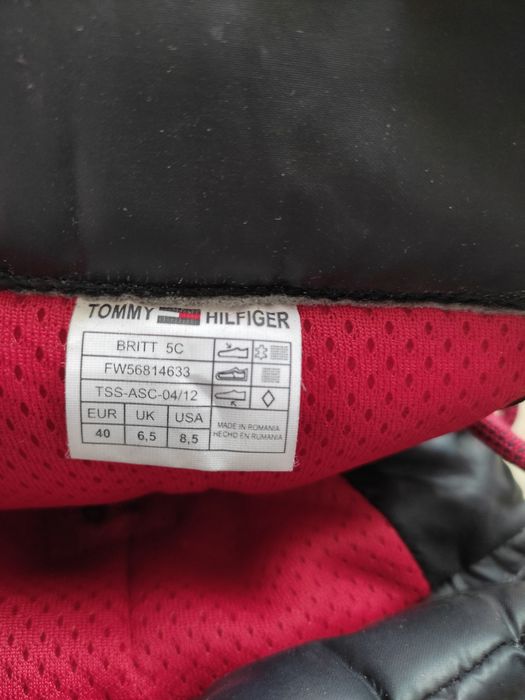 TOMMY HILFIGER
BRITT 5C
FW56814633
TSS-ASC-04/12
EUR UK USA
40 6,5 8,5
MADE IN ROMANIA
HECHO EN RUMANIA